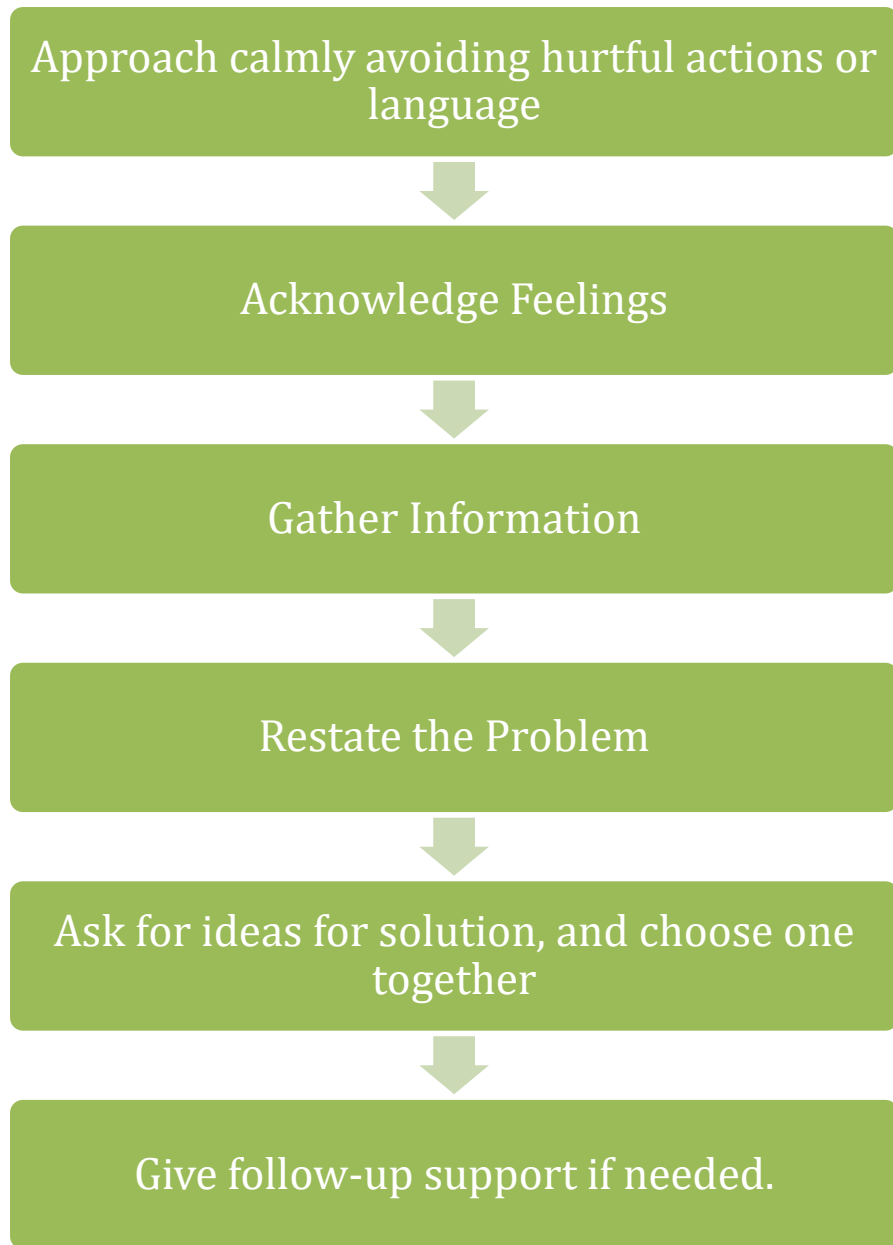 Approach calmly avoiding hurtful actions or
language
Acknowledge Feelings
Gather Information
Restate the Problem
Ask for ideas for solution, and choose one
together
Give follow-up support if needed.